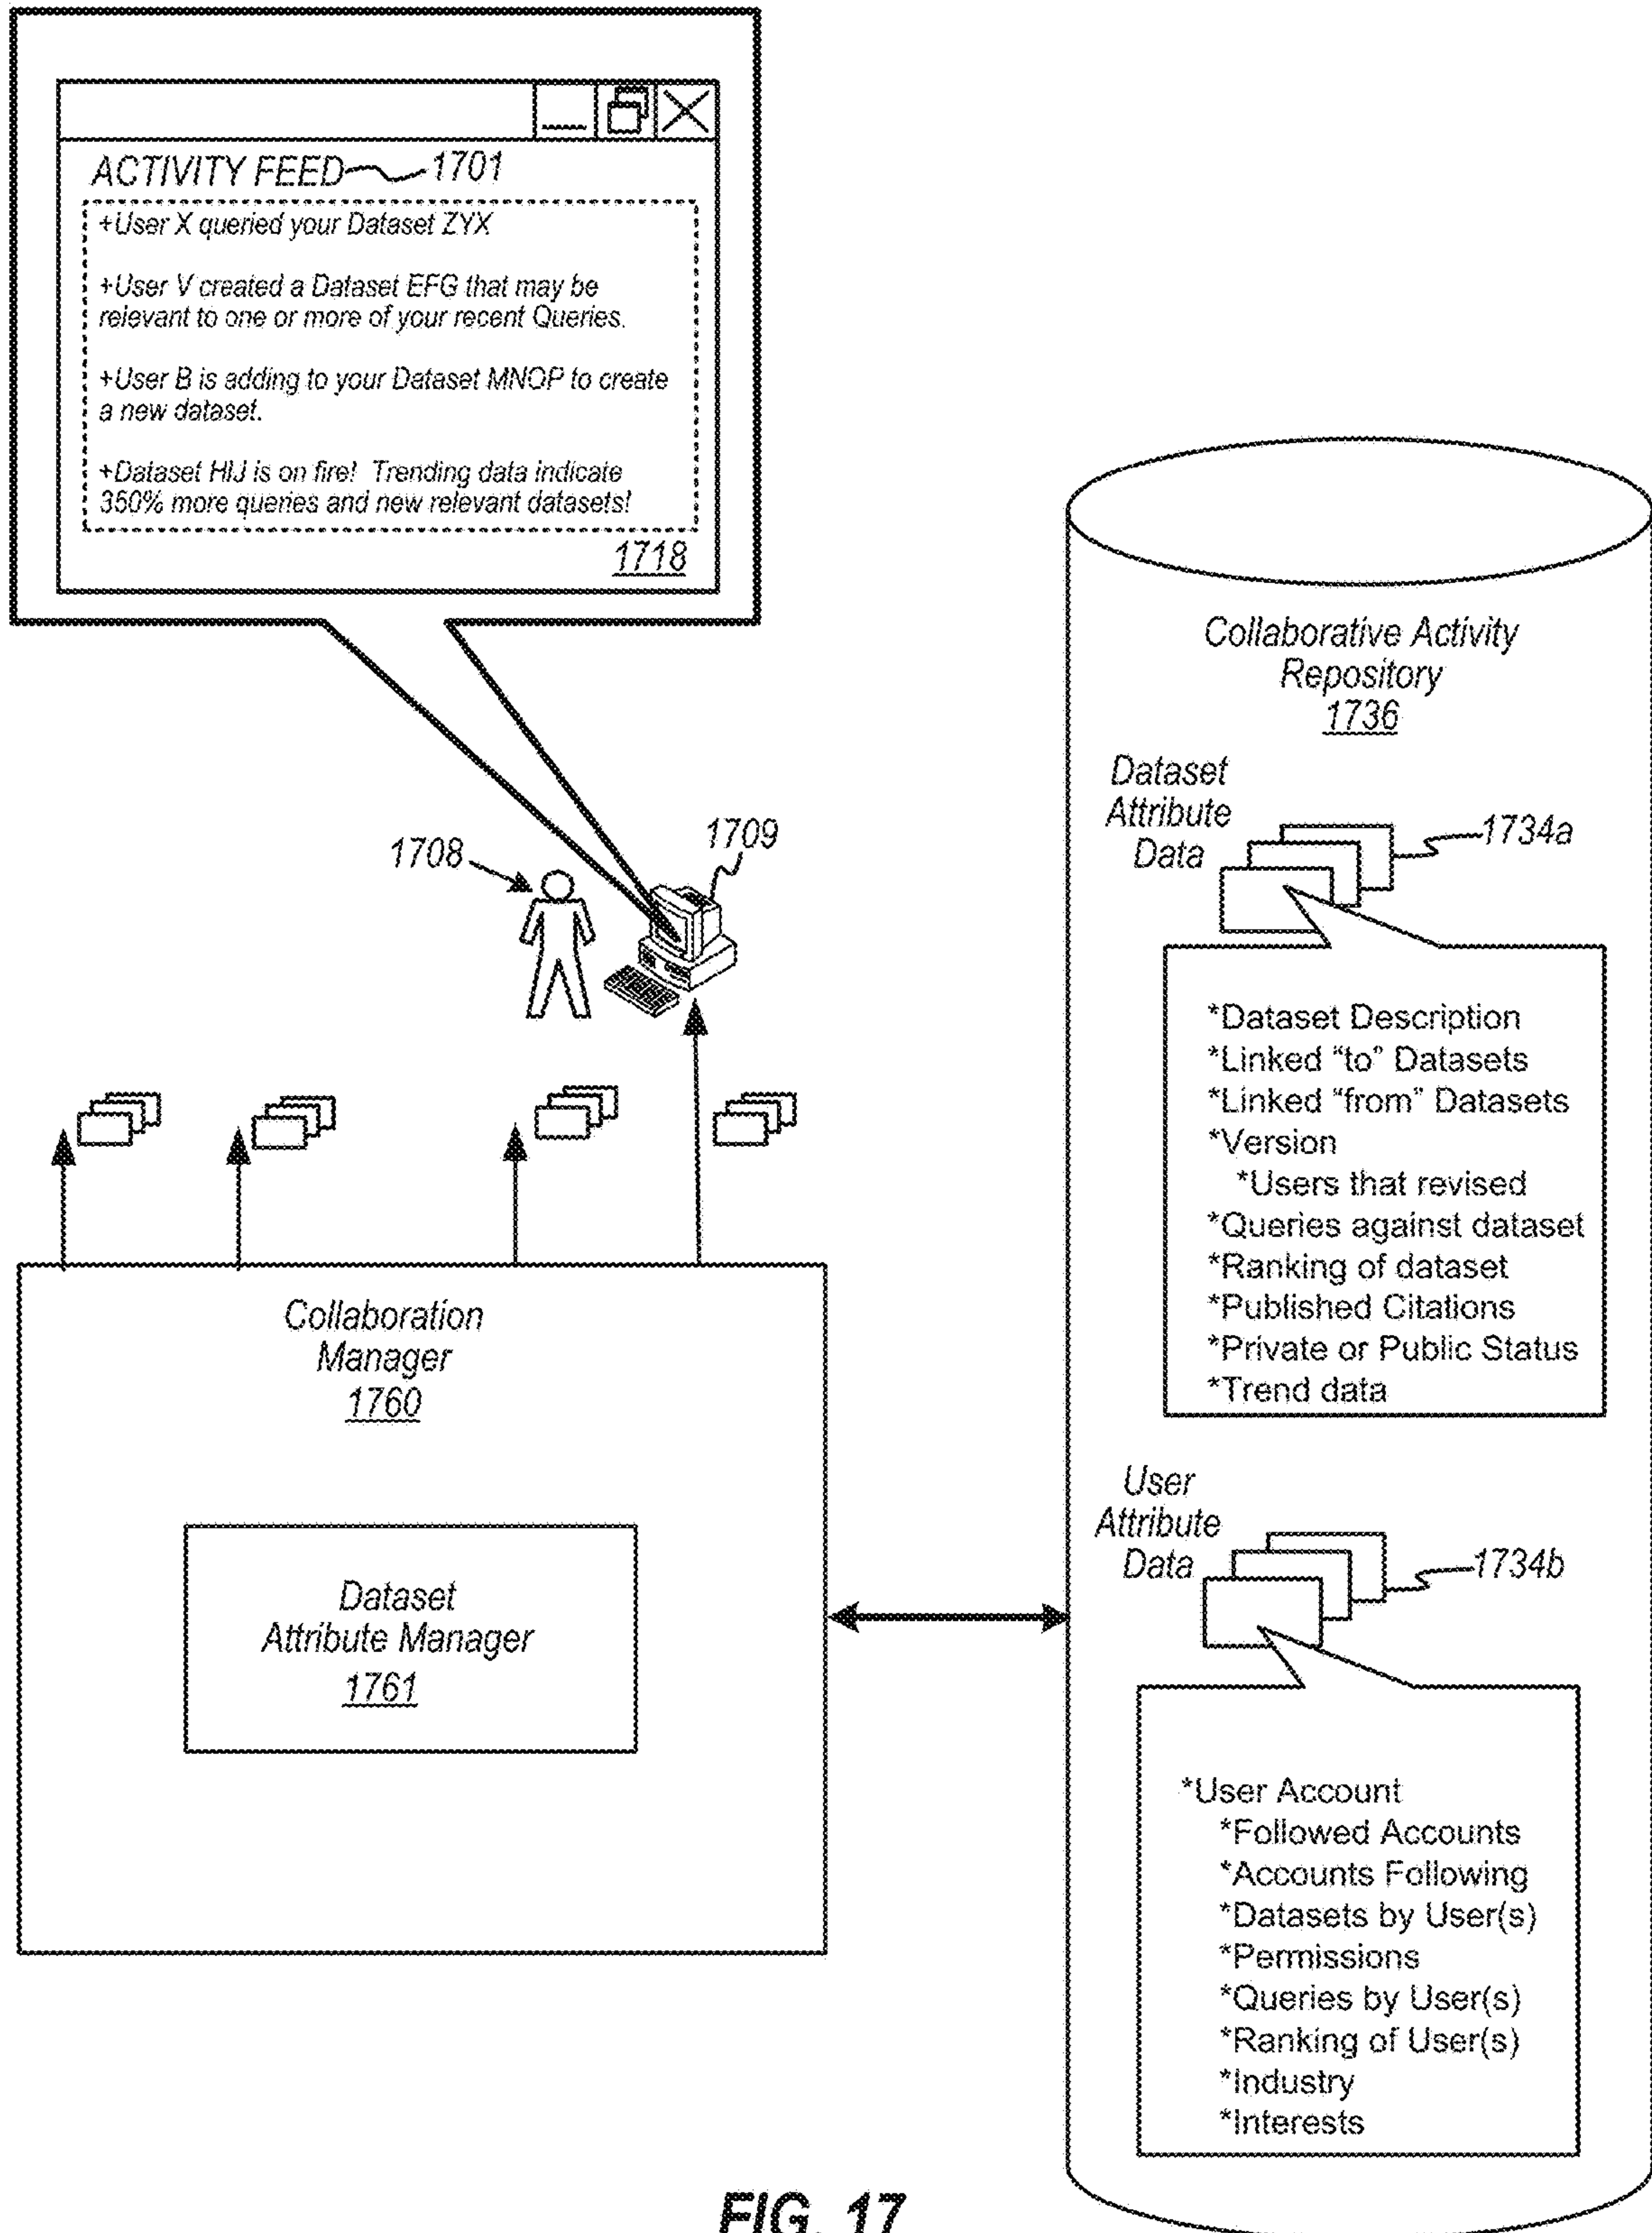 ACTIVITY FEED 1701
+User X queried your Dataset ZYX
+User V created a Dataset EFG that may be
relevant to one or more of your recent Queries.
+User B is adding to your Dataset MNOP to create
a new dataset.
+Dataset HIJ is on fire! Trending data indicate
350% more queries and new relevant datasets!
1718
1708
1709
Collaboration
Manager
1760
Dataset
Attribute Manager
1761
Collaborative Activity
Repository
1736
Dataset
Attribute
Data
1734a
*Dataset Description
*Linked “to” Datasets
*Linked “from” Datasets
*Version
*Users that revised
*Queries against dataset
*Ranking of dataset
*Published Citations
*Private or Public Status
*Trend data
User
Attribute
Data
1734b
*User Account
*Followed Accounts
*Accounts Following
*Datasets by User(s)
*Permissions
*Queries by User(s)
*Ranking of User(s)
*Industry
*Interests
FIG. 17